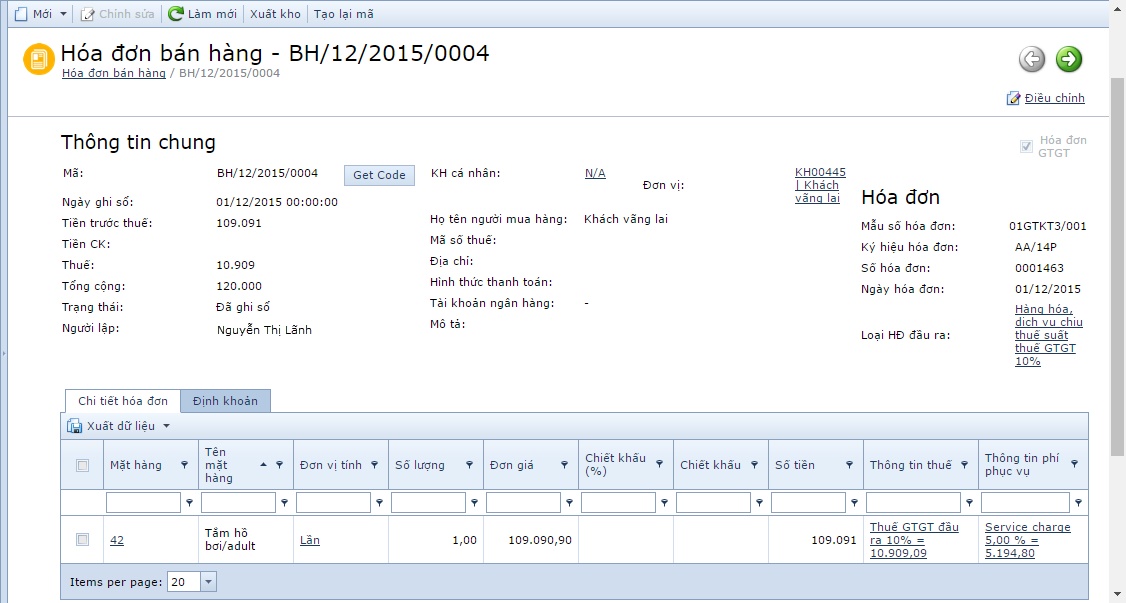 Mới Chỉnh sửa Làm mới Xuất kho Tạo lại mã
Hóa đơn bán hàng - BH/12/2015/0004
Hóa đơn bán hàng / BH/12/2015/0004
Điều chỉnh
Thông tin chung
Hóa đơn
GTGT
Mã: BH/12/2015/0004 Get Code
Ngày ghi sổ: 01/12/2015 00:00:00
Tiền trước thuế: 109.091
Tiền CK:
Thuế: 10.909
Tổng cộng: 120.000
Trạng thái: Đã ghi sổ
Người lập: Nguyễn Thị Lãnh
KH cá nhân: N/A
Đơn vị:
KH00445
| Khách
vãng lai
Họ tên người mua hàng: Khách vãng lai
Mã số thuế:
Địa chỉ:
Hình thức thanh toán:
Tài khoản ngân hàng: -
Mô tả:
Hóa đơn
Mẫu số hóa đơn: 01GTKT3/001
Ký hiệu hóa đơn: AA/14P
Số hóa đơn: 0001463
Ngày hóa đơn: 01/12/2015
Loại HĐ đầu ra:
Hàng hóa,
dịch vụ chịu
thuế suất
thuế GTGT
10%
Chi tiết hóa đơn Định khoản
Xuất dữ liệu
Mặt hàng
Tên
mặt
hàng
Đơn vị tính
Số lượng
Đơn giá
Chiết khấu
(%)
Chiết khấu
Số tiền
Thông tin thuế
Thông tin phí
phục vụ
42
Tắm hồ
bơi/adult
Lần
1,00
109.090,90
109.091
Thuế GTGT đầu
ra 10% =
10.909,09
Service charge
5,00 % =
5.194,80
Items per page: 20